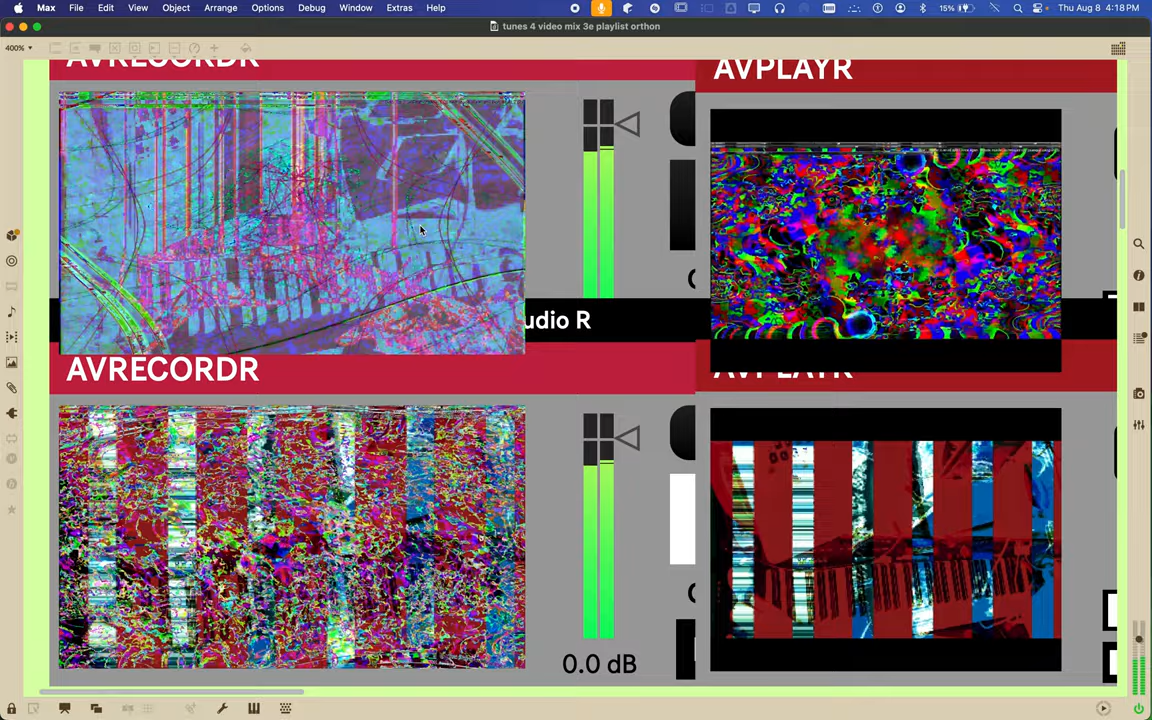 Max File Edit View Object Arrange Options Debug Window Extras Help 15% Thu Aug 8 4:18 PM
tunes 4 video mix 3e playlist orthon
400%
AVRECORDR
AVPLAYR
udio R
AVRECORDR
AVPLAYR
0.0 dB